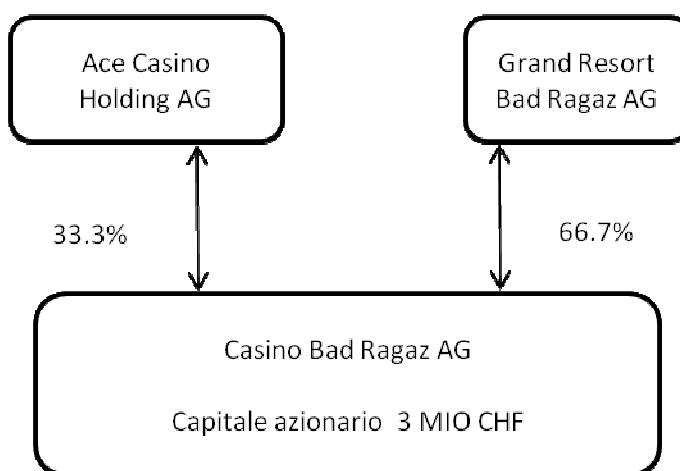 Ace Casino
Holding AG
Grand Resort
Bad Ragaz AG
33.3%
66.7%
Casino Bad Ragaz AG
Capitale azionario 3 MIO CHF